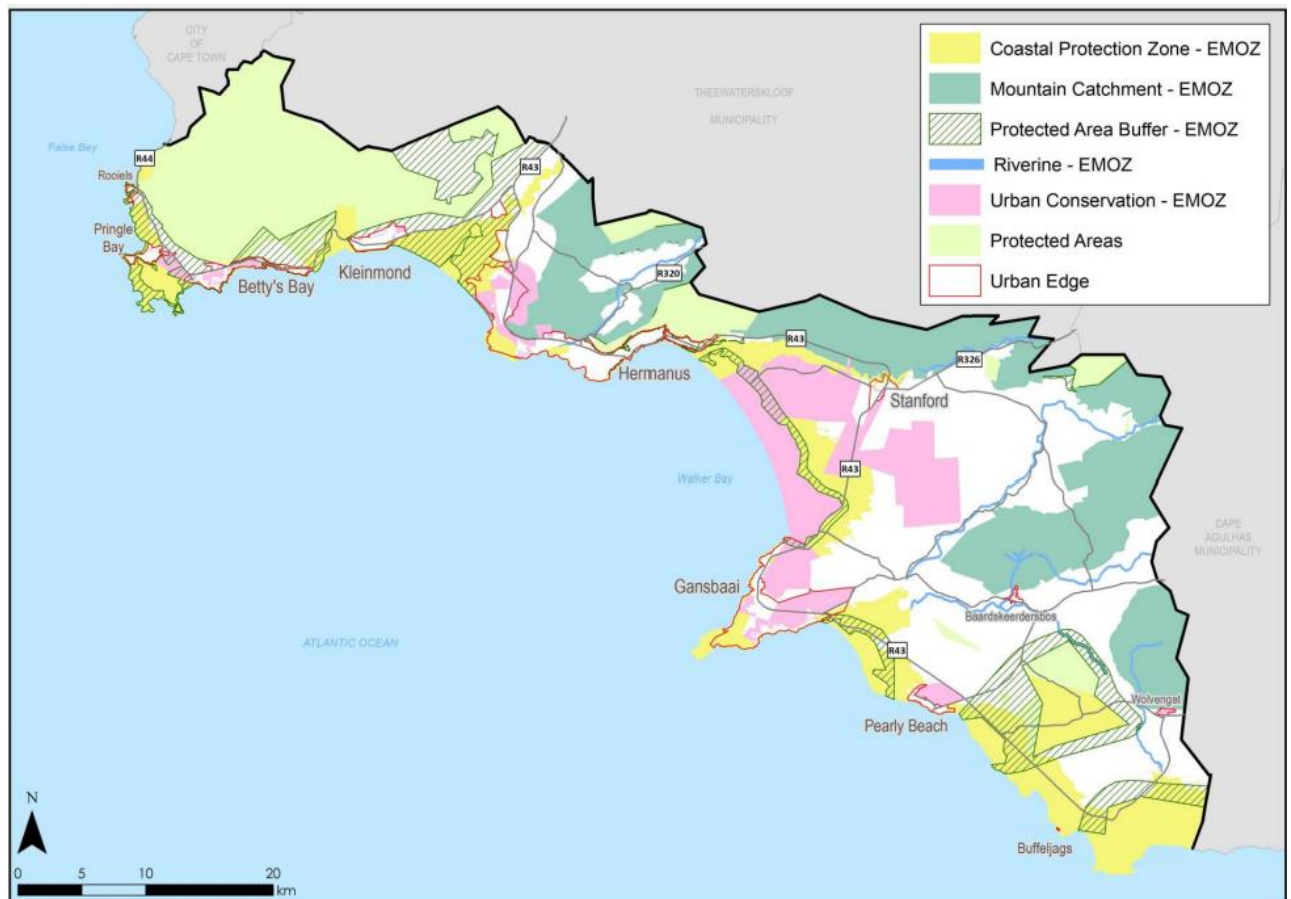 CITY
OF
CAPE TOWN
THEEWATERSKLOOF
MUNICIPALITY
Coastal Protection Zone - EMOZ
Mountain Catchment - EMOZ
Protected Area Buffer - EMOZ
Riverine - EMOZ
Urban Conservation - EMOZ
Protected Areas
Urban Edge
False Bay
R44
R43
Rooiels
Pringle
Bay
Betty's Bay
Kleinmond
R320
Hermanus
R43
R326
Stanford
Walker Bay
R43
CAPE
AGULHAS
MUNICIPALITY
Gansbaai
Baardskeerdersbos
ATLANTIC OCEAN
R43
Wolvengat
Pearly Beach
Buffeljags
N
0 5 10 20
km